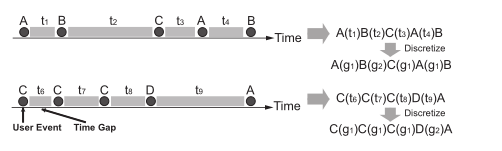 A t₁ B t₂ C t₃ A t₄ B
Time
A(t₁)B(t₂)C(t₃)A(t₄)B
Discretize
A(g₁)B(g₂)C(g₁)A(g₁)B
C t₆ C t₇ C t₈ D t₉ A
Time
C(t₆)C(t₇)C(t₈)D(t₉)A
Discretize
C(g₁)C(g₁)C(g₁)D(g₂)A
User Event Time Gap